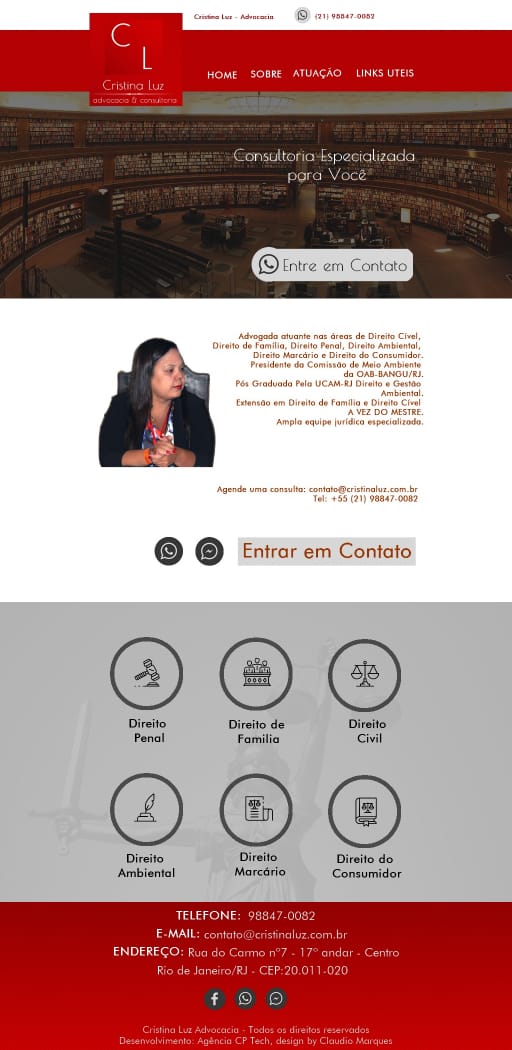 Cristina Luz - Advocacia
(21) 98847-0082
C
L
Cristina Luz
advocacia & consultoria
HOME SOBRE ATUAÇÃO LINKS UTEIS
Consultoria Especializada
para Você
Entre em Contato
Advogada atuante nas áreas de Direito Cível,
Direito de Família, Direito Penal, Direito Ambiental,
Direito Marcário e Direito do Consumidor.
Presidente da Comissão de Meio Ambiente
da OAB-BANGU/RJ.
Pós Graduada Pela UCAM-RJ Direito e Gestão
Ambiental.
Extensão em Direito de Família e Direito Cível
A VEZ DO MESTRE.
Ampla equipe jurídica especializada.
Agende uma consulta: contato@cristinaluz.com.br
Tel: +55 (21) 98847-0082
Entrar em Contato
Direito
Penal
Direito de
Familia
Direito
Civil
Direito
Ambiental
Direito
Marcário
Direito do
Consumidor
TELEFONE: 98847-0082
E-MAIL: contato@cristinaluz.com.br
ENDEREÇO: Rua do Carmo nº7 - 17º andar - Centro
Rio de Janeiro/RJ - CEP:20.011-020
Cristina Luz Advocacia - Todos os direitos reservados
Desenvolvimento: Agência CP Tech, design by Claudio Marques